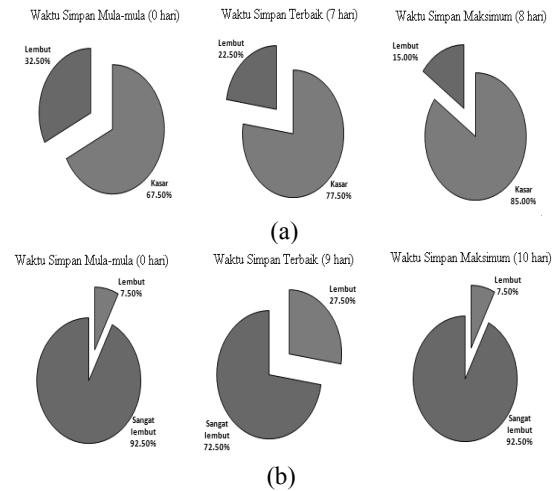 Waktu Simpan Mula-mula (0 hari)
Lembut
32.50%
Kasar
67.50%
Waktu Simpan Terbaik (7 hari)
Lembut
22.50%
Kasar
77.50%
Waktu Simpan Maksimum (8 hari)
Lembut
15.00%
Kasar
85.00%
(a)
Waktu Simpan Mula-mula (0 hari)
Lembut
7.50%
Sangat
lembut
92.50%
Waktu Simpan Terbaik (9 hari)
Lembut
27.50%
Sangat
lembut
72.50%
Waktu Simpan Maksimum (10 hari)
Lembut
7.50%
Sangat
lembut
92.50%
(b)